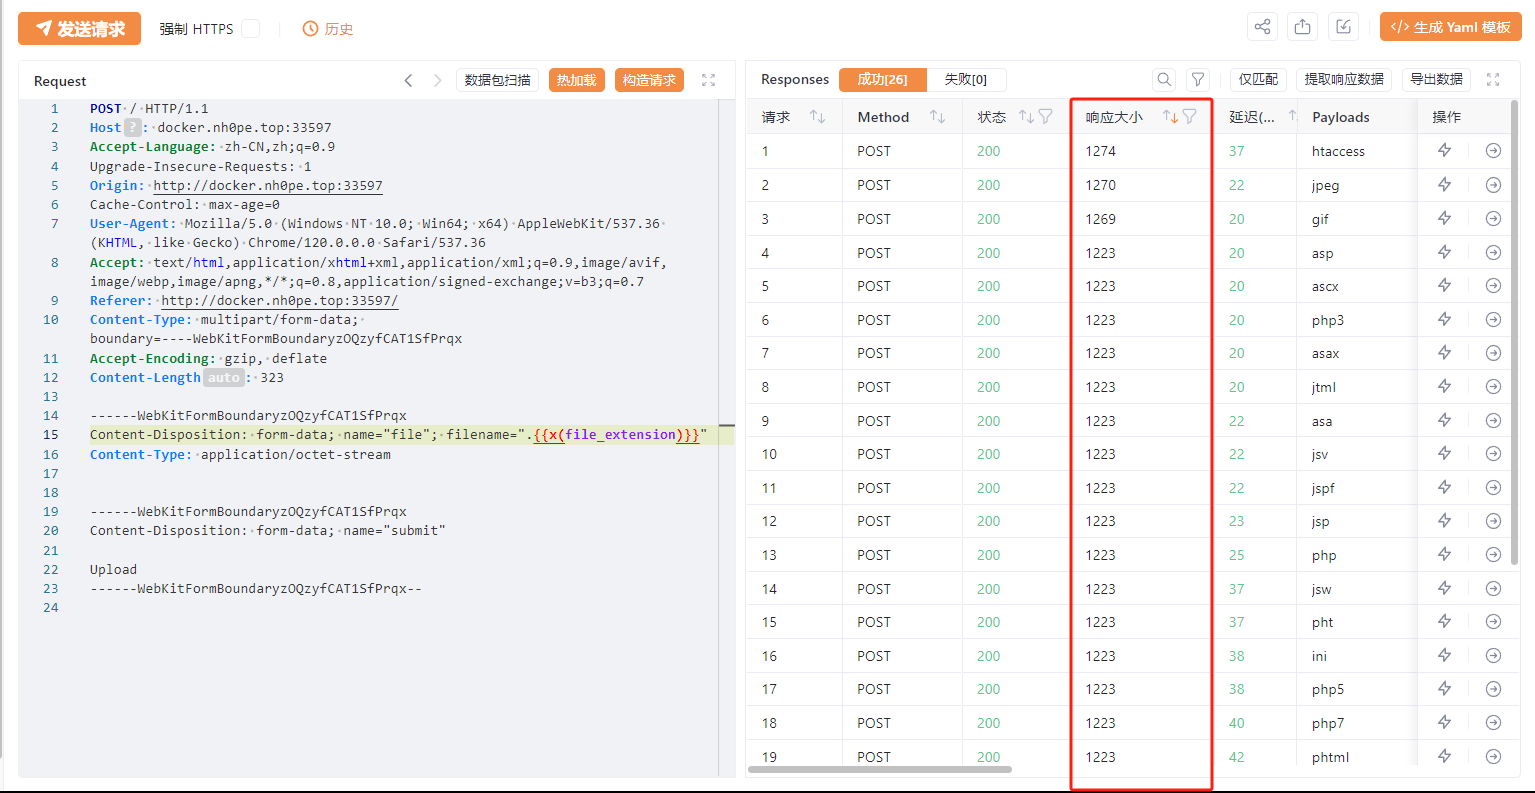 发送请求 强制 HTTPS 历史 </> 生成 Yaml 模板
Request 数据包扫描 热加载 构造请求
1 POST / HTTP/1.1
2 Host ? : docker.nh0pe.top:33597
3 Accept-Language: zh-CN,zh;q=0.9
4 Upgrade-Insecure-Requests: 1
5 Origin: http://docker.nh0pe.top:33597
6 Cache-Control: max-age=0
7 User-Agent: Mozilla/5.0 (Windows NT 10.0; Win64; x64) AppleWebKit/537.36
(KHTML, like Gecko) Chrome/120.0.0.0 Safari/537.36
8 Accept: text/html,application/xhtml+xml,application/xml;q=0.9,image/avif,
image/webp,image/apng,*/*;q=0.8,application/signed-exchange;v=b3;q=0.7
9 Referer: http://docker.nh0pe.top:33597/
10 Content-Type: multipart/form-data;
boundary=----WebKitFormBoundaryzOQzyfCAT1SfPrqx
11 Accept-Encoding: gzip, deflate
12 Content-Length auto : 323
13
14 ------WebKitFormBoundaryzOQzyfCAT1SfPrqx
15 Content-Disposition: form-data; name="file"; filename=".{{x(file_extension)}}"
16 Content-Type: application/octet-stream
17
18
19 ------WebKitFormBoundaryzOQzyfCAT1SfPrqx
20 Content-Disposition: form-data; name="submit"
21
22 Upload
23 ------WebKitFormBoundaryzOQzyfCAT1SfPrqx--
24
Responses 成功[26] 失败[0] 仅匹配 提取响应数据 导出数据
请求 Method 状态 响应大小 延迟(... Payloads 操作
1 POST 200 1274 37 htaccess
2 POST 200 1270 22 jpeg
3 POST 200 1269 20 gif
4 POST 200 1223 20 asp
5 POST 200 1223 20 ascx
6 POST 200 1223 20 php3
7 POST 200 1223 20 asax
8 POST 200 1223 20 jtml
9 POST 200 1223 22 asa
10 POST 200 1223 22 jsv
11 POST 200 1223 22 jspf
12 POST 200 1223 23 jsp
13 POST 200 1223 25 php
14 POST 200 1223 37 jsw
15 POST 200 1223 37 pht
16 POST 200 1223 38 ini
17 POST 200 1223 38 php5
18 POST 200 1223 40 php7
19 POST 200 1223 42 phtml